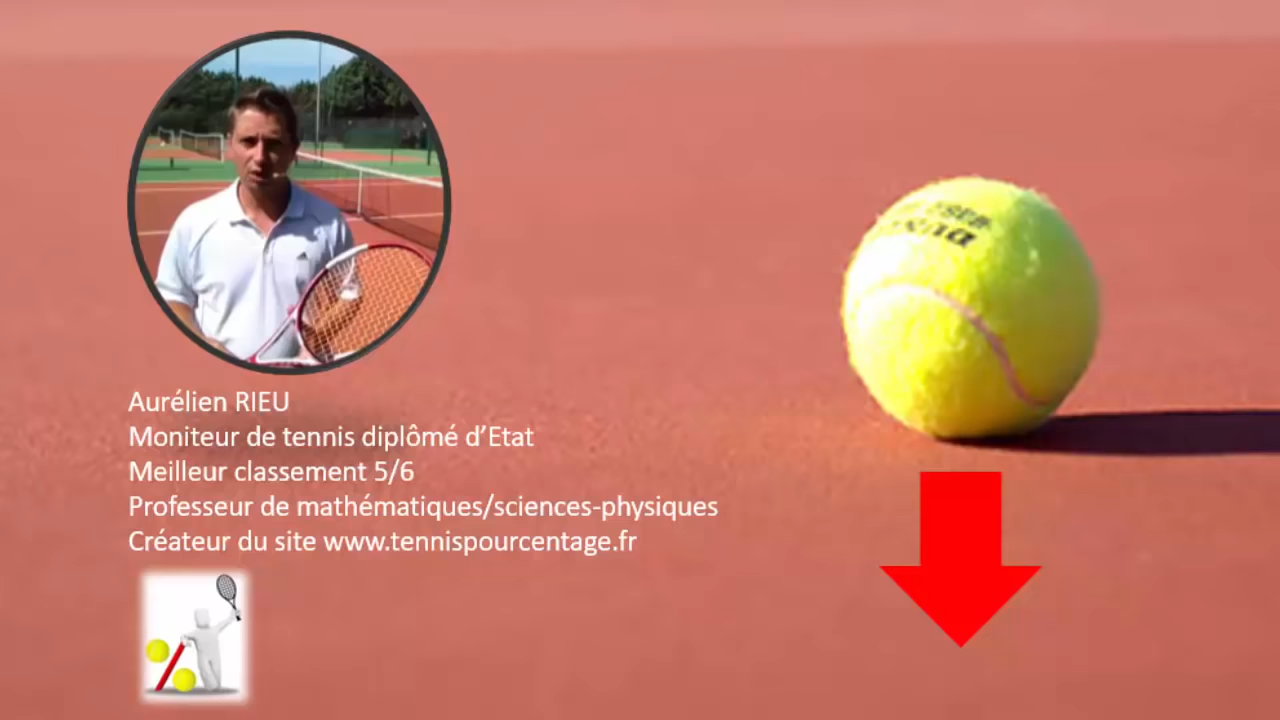 Aurélien RIEU
Moniteur de tennis diplômé d’Etat
Meilleur classement 5/6
Professeur de mathématiques/sciences-physiques
Créateur du site www.tennispourcentage.fr